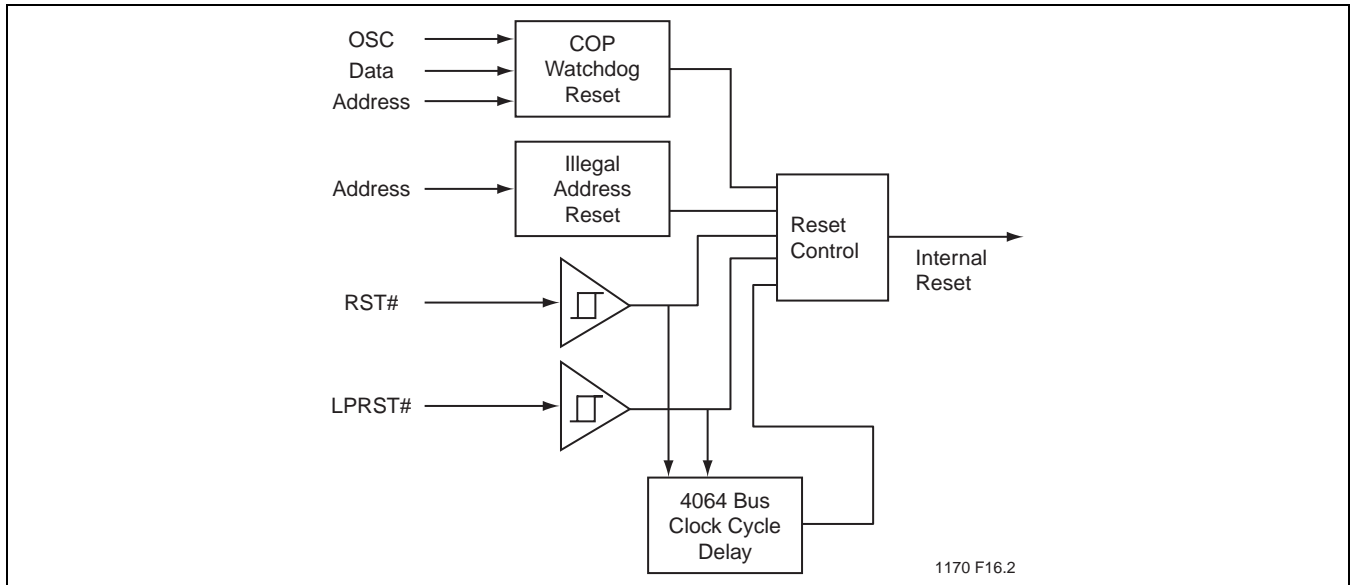 OSC
Data
Address
COP
Watchdog
Reset
Address
Illegal
Address
Reset
Reset
Control
Internal
Reset
RST#
LPRST#
4064 Bus
Clock Cycle
Delay
1170 F16.2